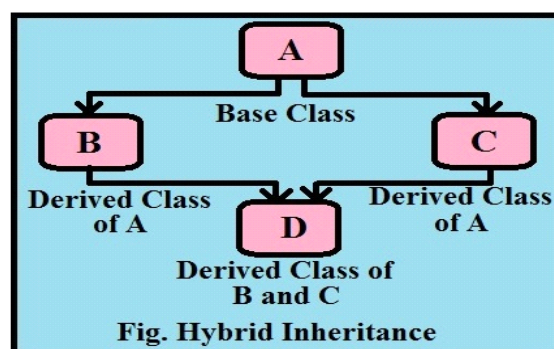 A
Base Class
B
C
Derived Class
of A
Derived Class
of A
D
Derived Class of
B and C
Fig. Hybrid Inheritance